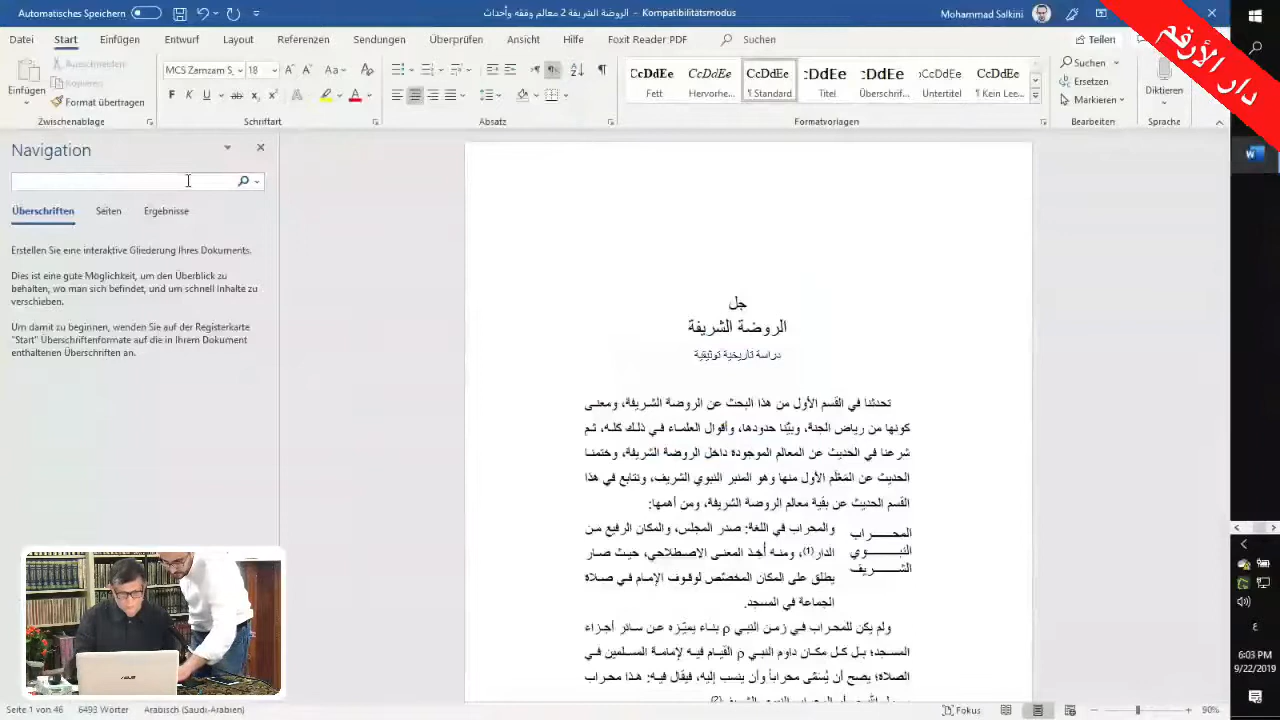 Automatisches Speichern
الروضة الشريفة 2 معالم وفقه وأحداث - Kompatibilitätsmodus
Mohammad Salkini
دار الأرقم
Datei Start Einfügen Entwurf Layout Referenzen Sendungen Überprüfen Ansicht Hilfe Foxit Reader PDF Suchen Teilen
Einfügen
Ausschneiden
Kopieren
Format übertragen
Zwischenablage
MCS Zamzam S. 18
F K U
Schriftart
Absatz
CcDdEe CcDdEe CcDdEe cDdEe CcDdEe CcDdEe CcDdEe
Fett Hervorhe... ¶ Standard Titel Überschrif... Untertitel ¶ Kein Lee...
Formatvorlagen
Suchen
Ersetzen
Markieren
Bearbeiten
Diktieren
Sprache
Navigation
Überschriften Seiten Ergebnisse
Erstellen Sie eine interaktive Gliederung Ihres Dokuments.
Dies ist eine gute Möglichkeit, um den Überblick zu
behalten, wo man sich befindet, und um schnell Inhalte zu
verschieben.
Um damit zu beginnen, wenden Sie auf der Registerkarte
"Start" Überschriftenformate auf die in Ihrem Dokument
enthaltenen Überschriften an.
جل
الروضة الشريفة
دراسة تأريخية توثيقية
تحدثنا في القسم الأول من هذا البحث عن الروضة الشريفة، ومعنى
كونها من رياض الجنة، وبيَّنا حدودها، وأقوال العلماء في ذلك كله، ثم
شرعنا في الحديث عن المعالم الموجودة داخل الروضة الشريفة، وختمنا
الحديث عن المَعْلَم الأول منها وهو المنبر النبوي الشريف، ونتابع في هذا
القسم الحديث عن بقية معالم الروضة الشريفة، ومن أهمها:
المحراب
النبوي
الشريف
والمحراب في اللغة: صدر المجلس، والمكان الرفيع من
الدار(1)، ومنه أُخِذ المعنى الاصطلاحي، حيث صار
يطلق على المكان المخصَّص لوقوف الإمام في صلاة
الجماعة في المسجد.
ولم يكن للمحراب في زمن النبي ρ بناء يميِّزه عن سائر أجزاء
المسجد؛ بل كل مكان داوم النبي ρ القيام فيه لإمامة المسلمين في
الصلاة؛ يصح أن يُسَمَّى محراباً وأن ينسب إليه، فيقال فيه: هذا محراب
ASUS
Seite 1 von 46 6493 Wörter Arabisch (Saudi-Arabien)
Fokus
90%
ع
6:03 PM
9/22/2019